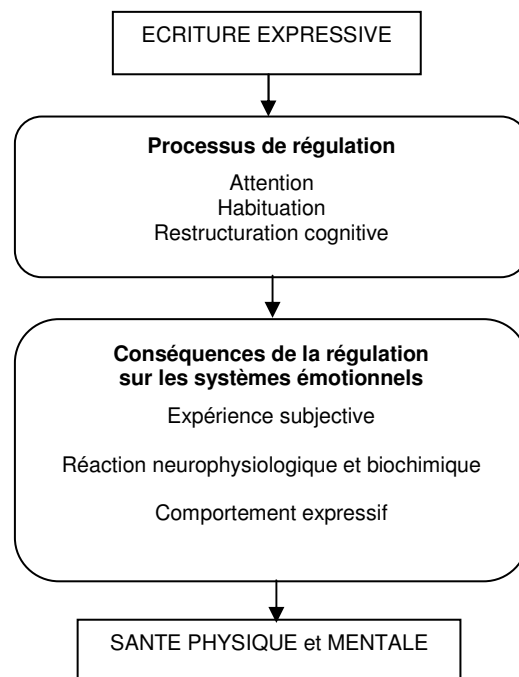 ECRITURE EXPRESSIVE
Processus de régulation
Attention
Habituation
Restructuration cognitive
Conséquences de la régulation
sur les systèmes émotionnels
Expérience subjective
Réaction neurophysiologique et biochimique
Comportement expressif
SANTE PHYSIQUE et MENTALE